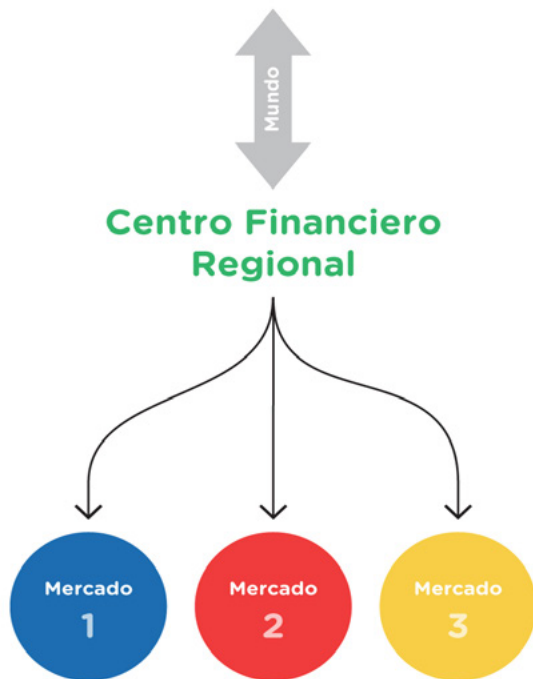 Mundo
Centro Financiero
Regional
Mercado
1
Mercado
2
Mercado
3